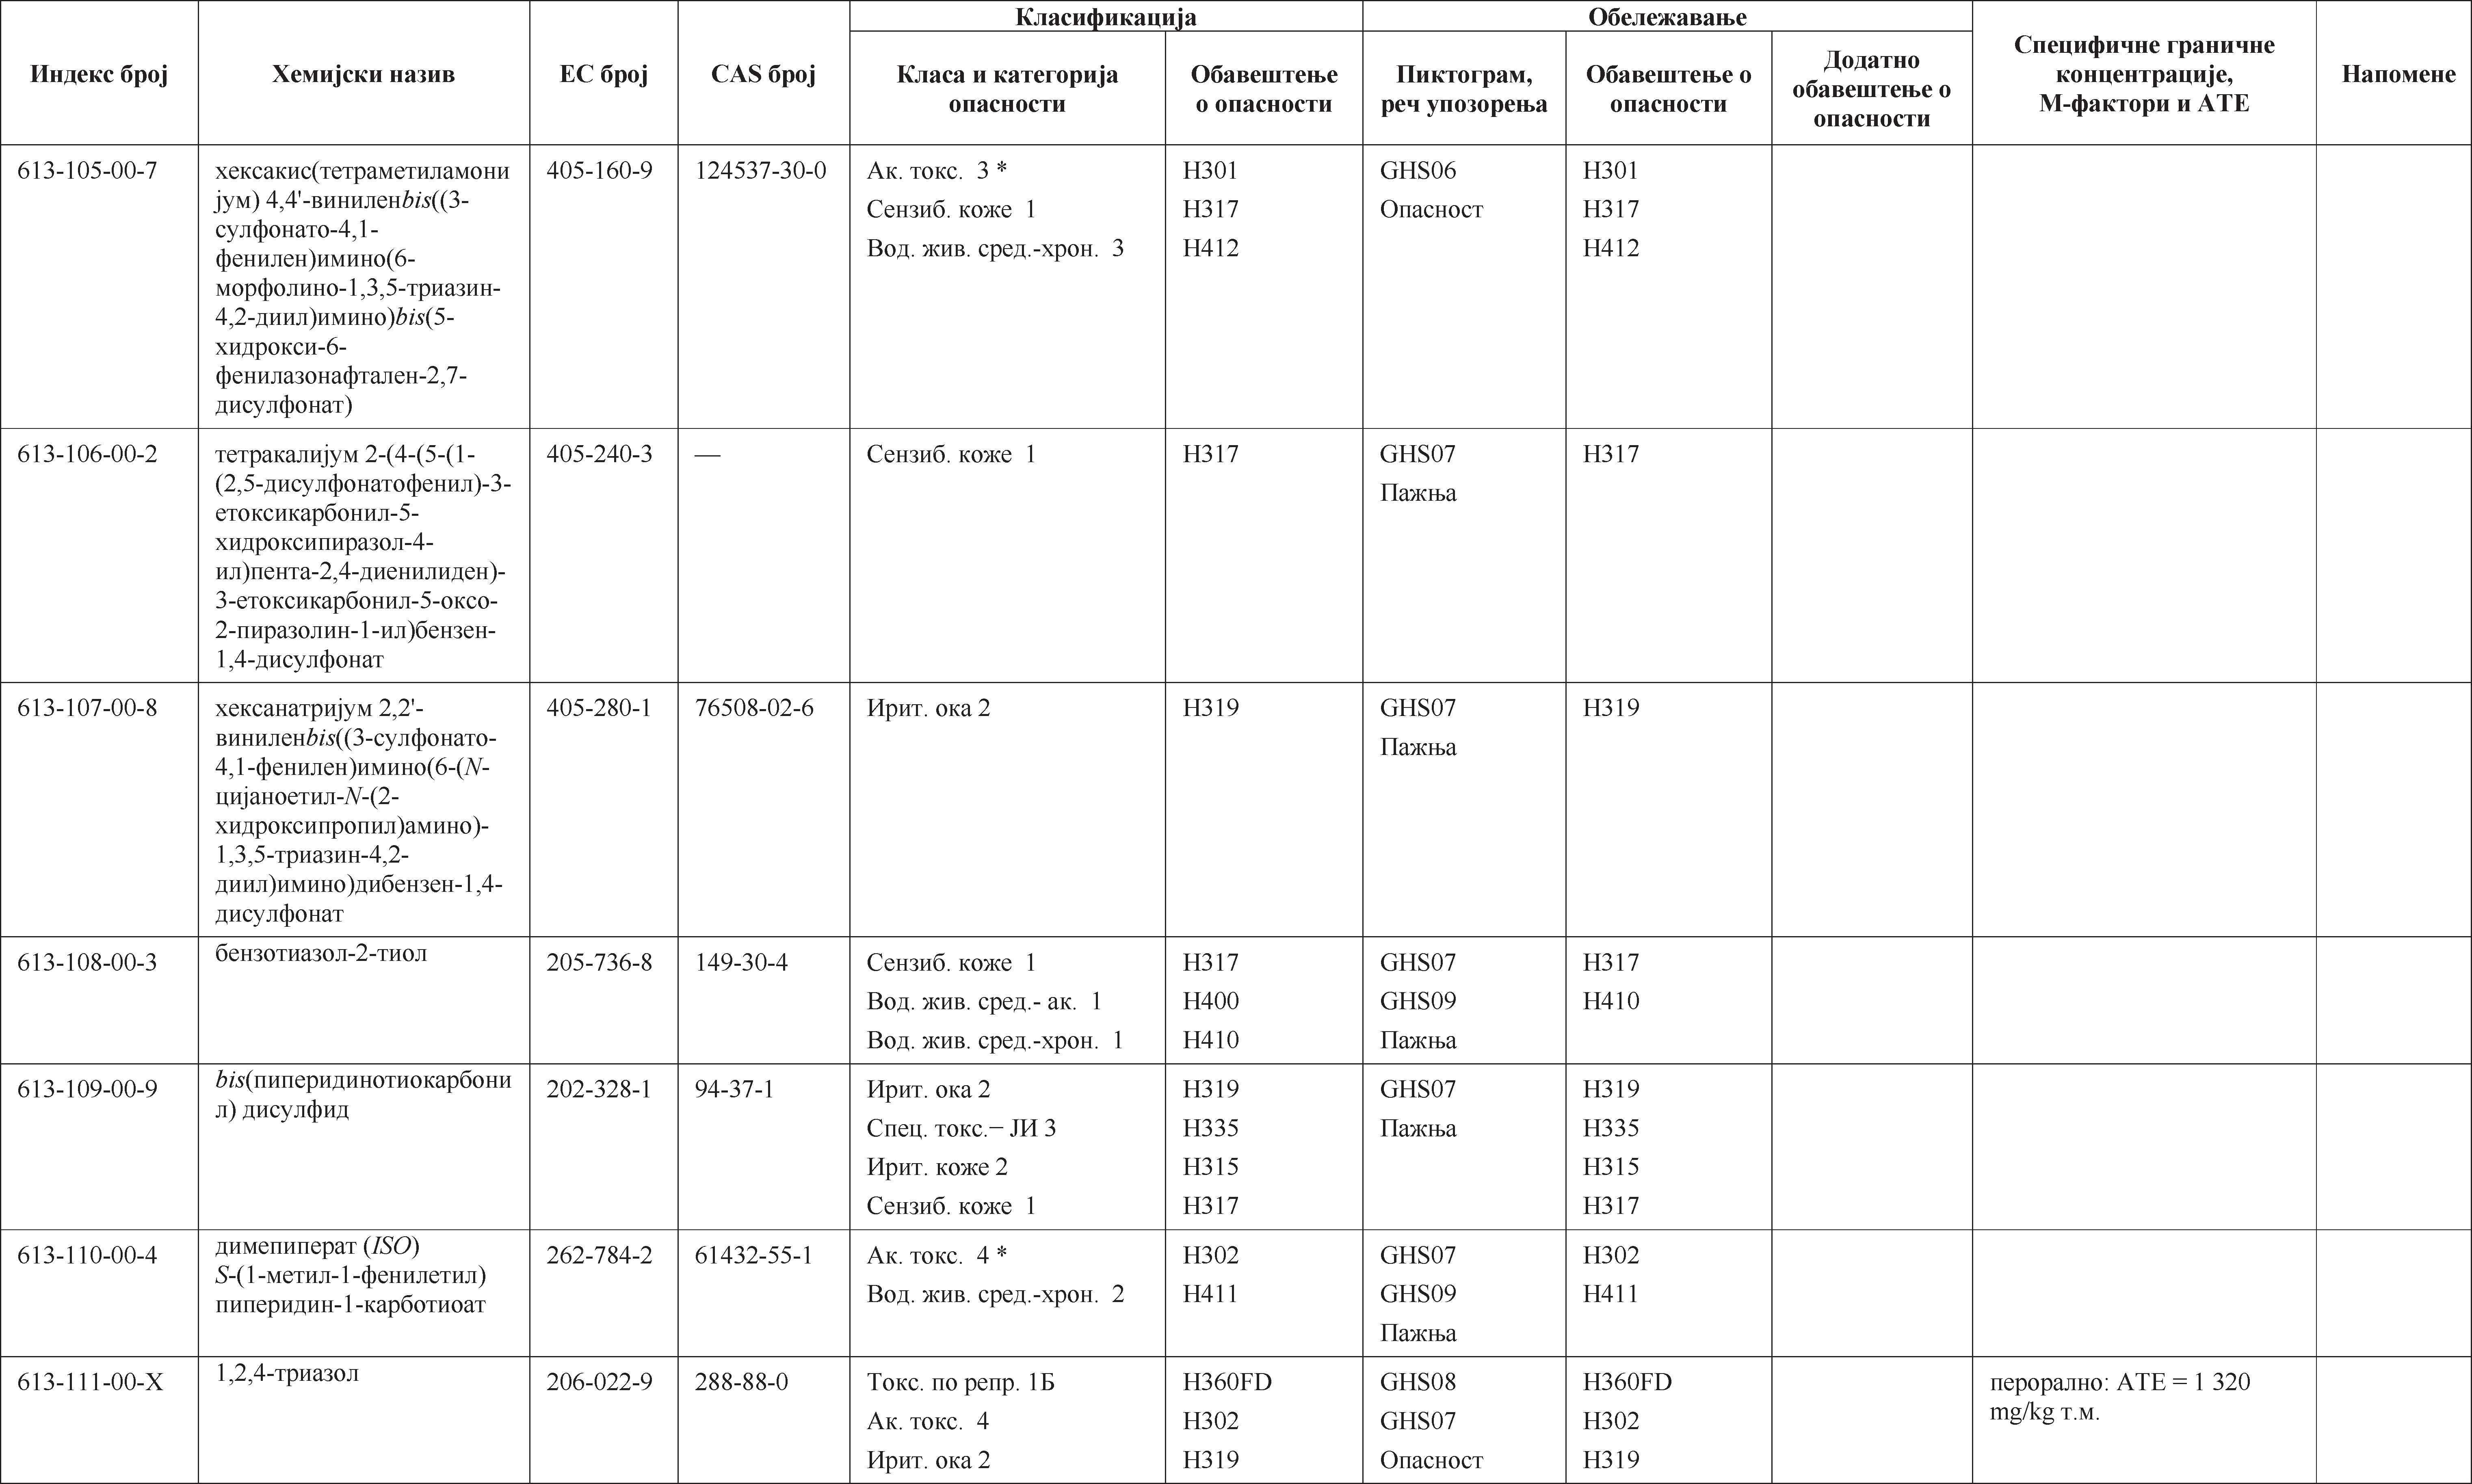 Индекс број
Хемијски назив
ЕС број
CAS број
Класификација
Класа и категорија
опасности
Обавештење
о опасности
Обележавање
Пиктограм,
реч упозорења
Обавештење о
опасности
Додатно
обавештење о
опасности
Специфичне граничне
концентрације,
М-фактори и АТЕ
Напомене
613-105-00-7
хексакис(тетраметиламони
јум) 4,4'-виниленbis((3-
сулфонато-4,1-
фенилен)имино(6-
морфолино-1,3,5-триазин-
4,2-диил)имино)bis(5-
хидрокси-6-
фенилазонафтален-2,7-
дисулфонат)
405-160-9
124537-30-0
Ак. токс. 3 *
Сензиб. коже 1
Вод. жив. сред.-хрон. 3
H301
H317
H412
GHS06
Опасност
H301
H317
H412
613-106-00-2
тетракалијум 2-(4-(5-(1-
(2,5-дисулфонатофенил)-3-
етоксикарбонил-5-
хидроксипиразол-4-
ил)пента-2,4-диенилиден)-
3-етоксикарбонил-5-оксо-
2-пиразолин-1-ил)бензен-
1,4-дисулфонат
405-240-3
—
Сензиб. коже 1
H317
GHS07
Пажња
H317
613-107-00-8
хексанатријум 2,2'-
виниленbis((3-сулфонато-
4,1-фенилен)имино(6-(N-
цијаноетил-N-(2-
хидроксипропил)амино)-
1,3,5-триазин-4,2-
диил)имино)дибензен-1,4-
дисулфонат
405-280-1
76508-02-6
Ирит. ока 2
H319
GHS07
Пажња
H319
613-108-00-3
бензотиазол-2-тиол
205-736-8
149-30-4
Сензиб. коже 1
Вод. жив. сред.- ак. 1
Вод. жив. сред.-хрон. 1
H317
H400
H410
GHS07
GHS09
Пажња
H317
H410
613-109-00-9
bis(пиперидинотиокарбони
л) дисулфид
202-328-1
94-37-1
Ирит. ока 2
Спец. токс.− ЈИ 3
Ирит. коже 2
Сензиб. коже 1
H319
H335
H315
H317
GHS07
Пажња
H319
H335
H315
H317
613-110-00-4
димепиперат (ISO)
S-(1-метил-1-фенилетил)
пиперидин-1-карботиоат
262-784-2
61432-55-1
Ак. токс. 4 *
Вод. жив. сред.-хрон. 2
H302
H411
GHS07
GHS09
Пажња
H302
H411
613-111-00-X
1,2,4-триазол
206-022-9
288-88-0
Токс. по репр. 1Б
Ак. токс. 4
Ирит. ока 2
H360FD
H302
H319
GHS08
GHS07
Опасност
H360FD
H302
H319
перорално: АТЕ = 1 320
mg/kg т.м.